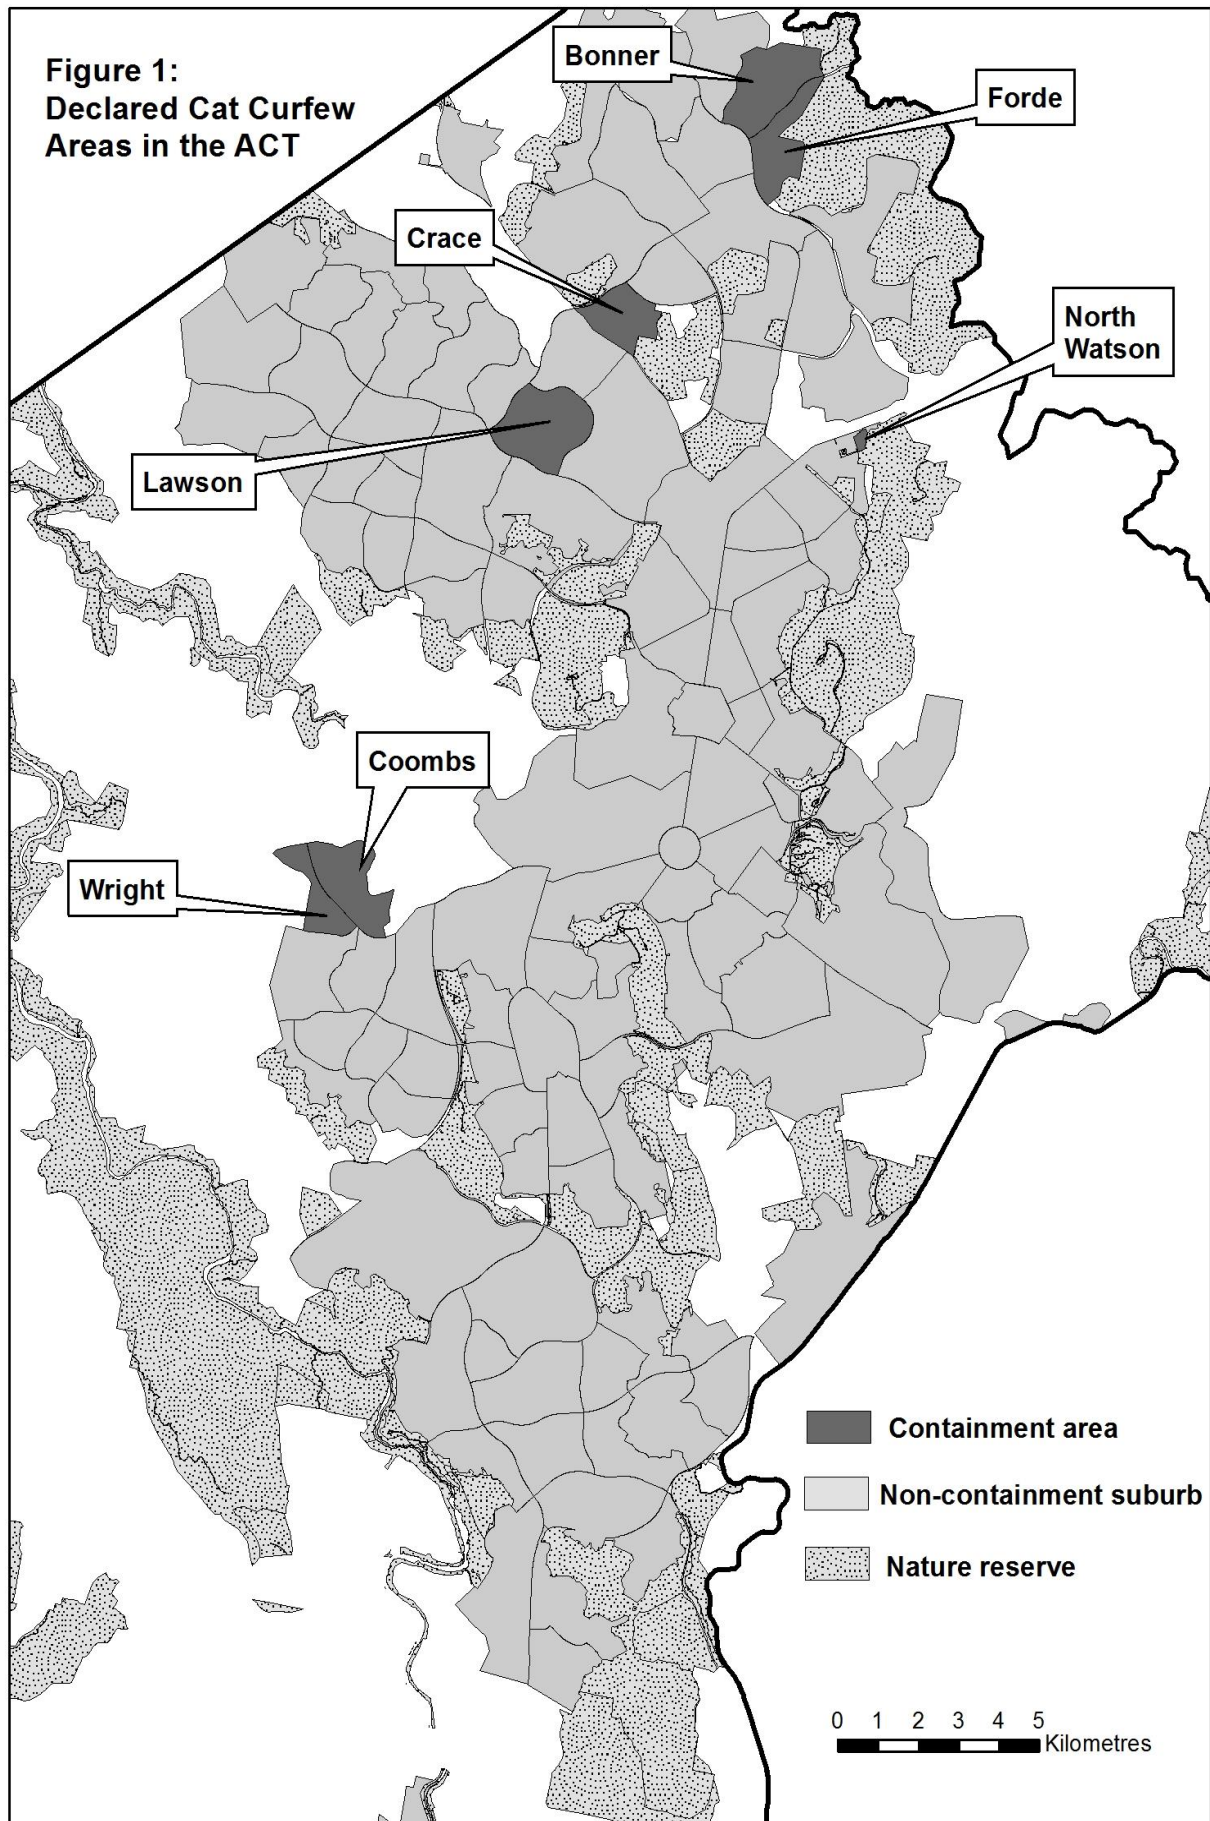 Figure 1:
Declared Cat Curfew
Areas in the ACT
Bonner
Forde
Crace
North
Watson
Lawson
Coombs
Wright
Containment area
Non-containment suburb
Nature reserve
0 1 2 3 4 5
Kilometres